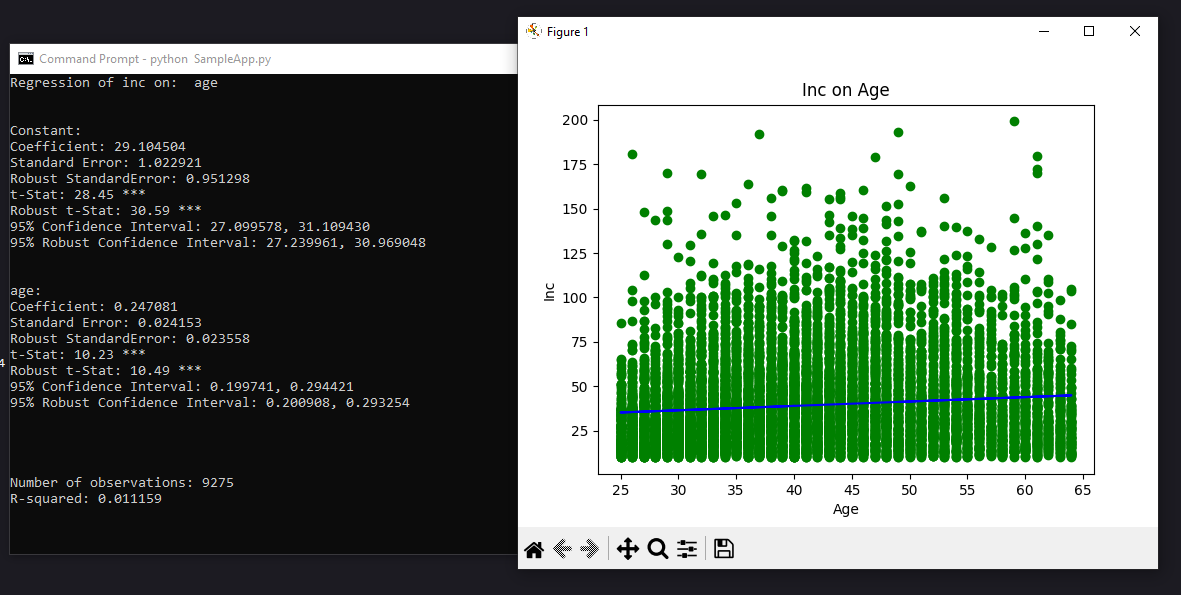 Command Prompt - python SampleApp.py
Regression of inc on:  age
Constant:
Coefficient: 29.104504
Standard Error: 1.022921
Robust StandardError: 0.951298
t-Stat: 28.45 ***
Robust t-Stat: 30.59 ***
95% Confidence Interval: 27.099578, 31.109430
95% Robust Confidence Interval: 27.239961, 30.969048
age:
Coefficient: 0.247081
Standard Error: 0.024153
Robust StandardError: 0.023558
t-Stat: 10.23 ***
Robust t-Stat: 10.49 ***
95% Confidence Interval: 0.199741, 0.294421
95% Robust Confidence Interval: 0.200908, 0.293254
Number of observations: 9275
R-squared: 0.011159
4
Figure 1
Inc on Age
200
175
150
125
100
75
50
25
Inc
25 30 35 40 45 50 55 60 65
Age